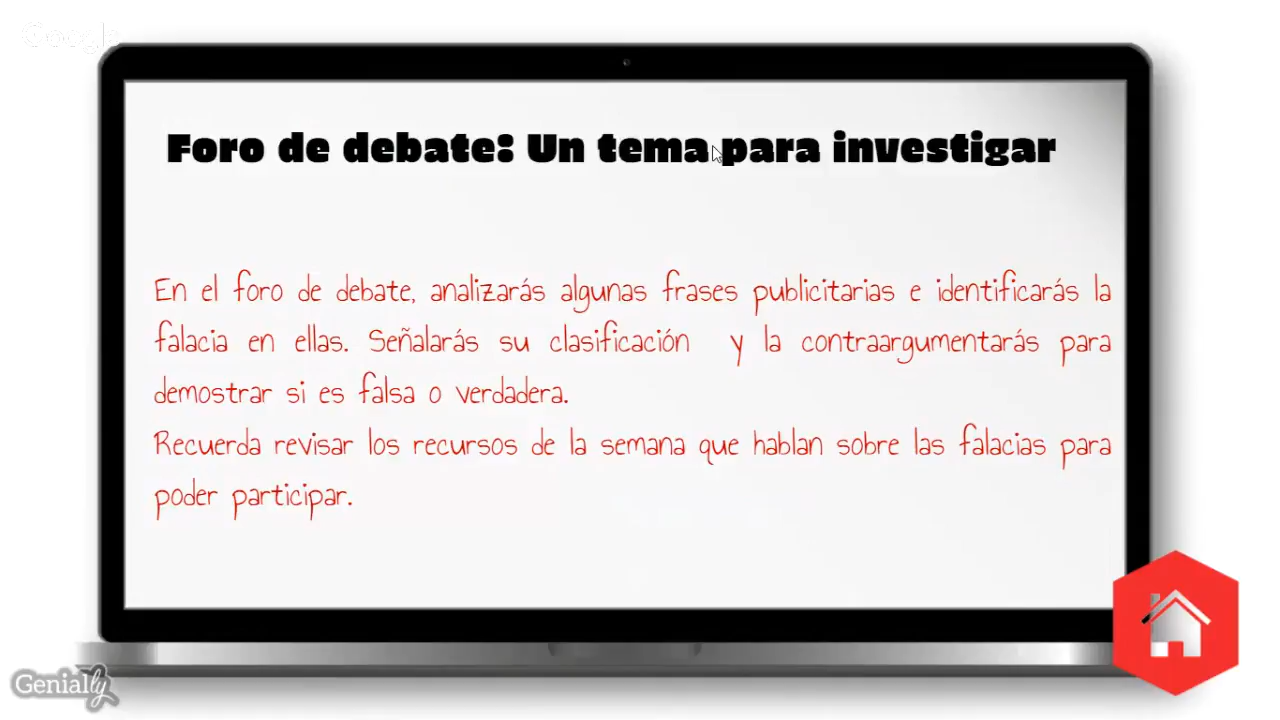 Google
Foro de debate: Un tema para investigar
En el foro de debate, analizarás algunas frases publicitarias e identificarás la
falacia en ellas. Señalarás su clasificación y la contraargumentarás para
demostrar si es falsa o verdadera.
Recuerda revisar los recursos de la semana que hablan sobre las falacias para
poder participar.
Genially